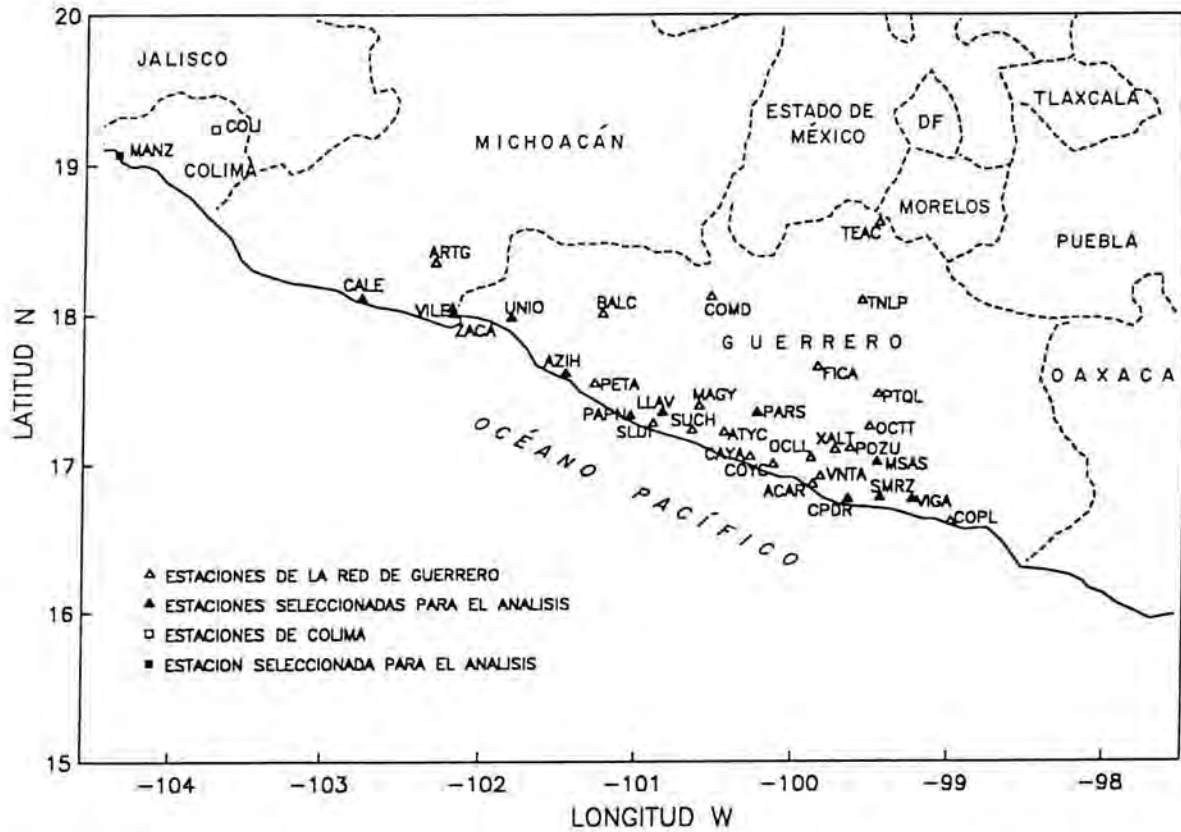 20
JALISCO
COLI
MANZ
COLIMA
MICHOACÁN
ESTADO DE
MÉXICO
DF
TLAXCALA
MORELOS
PUEBLA
TEAC
19
ARTG
CALE
VILE
ZACA
UNIO
BALC
COMD
TNLP
18
GUERRERO
OAXACA
AZIH
PETA
FICA
PTQL
LLAV
MAGY
PAPN
SUCH
PARS
SLUI
ATYC
OCLL
XALT
OCTT
CAYA
POZU
COYC
MSAS
17
ACAR
VNTA
SMRZ
CPDR
VIGA
COPL
OCÉANO PACÍFICO
ESTACIONES DE LA RED DE GUERRERO
ESTACIONES SELECCIONADAS PARA EL ANALISIS
ESTACIONES DE COLIMA
ESTACION SELECCIONADA PARA EL ANALISIS
16
15
LATITUD N
-104 -103 -102 -101 -100 -99 -98
LONGITUD W